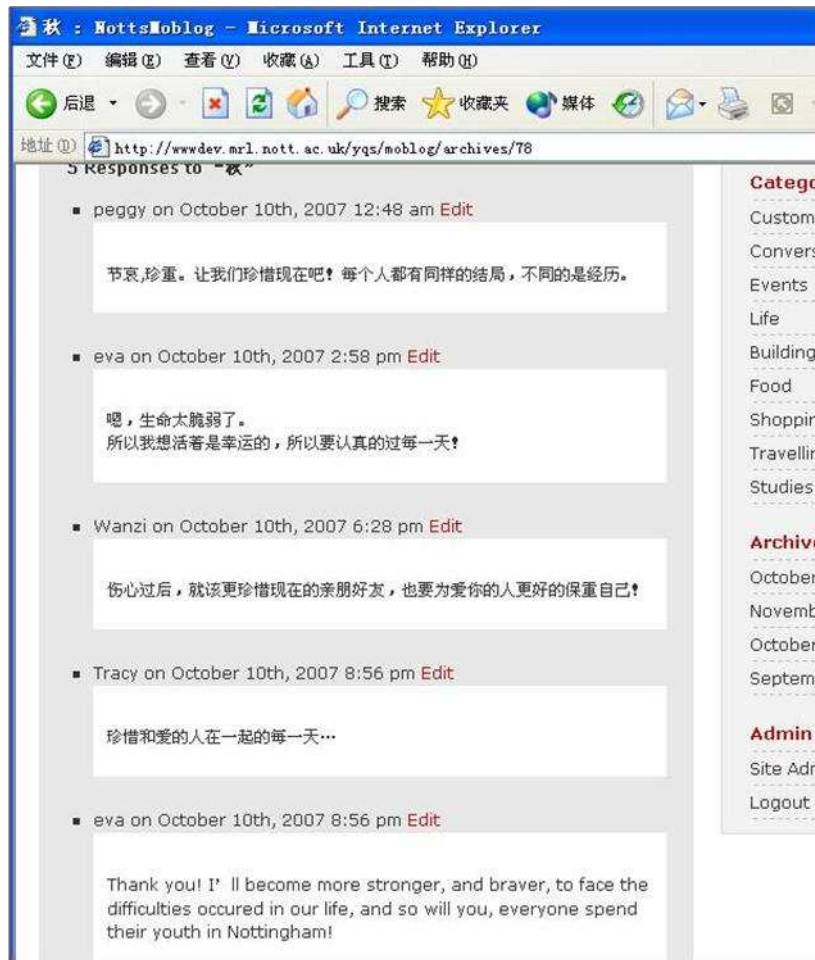 秋 : NottsMoblog - Microsoft Internet Explorer
文件(F) 编辑(E) 查看(V) 收藏(A) 工具(T) 帮助(H)
后退 搜索 收藏夹 媒体
地址(D) http://wwwdev.mrl.nott.ac.uk/yqs/moblog/archives/78
5 Responses to “秋”
peggy on October 10th, 2007 12:48 am Edit
节哀,珍重。让我们珍惜现在吧!每个人都有同样的结局,不同的是经历。
eva on October 10th, 2007 2:58 pm Edit
嗯,生命太脆弱了。
所以我想活着是幸运的,所以要认真的过每一天!
Wanzi on October 10th, 2007 6:28 pm Edit
伤心过后,就该更珍惜现在的亲朋好友,也要为爱你的人更好的保重自己!
Tracy on October 10th, 2007 8:56 pm Edit
珍惜和爱的人在一起的每一天…
eva on October 10th, 2007 8:56 pm Edit
Thank you! I’ll become more stronger, and braver, to face the
difficulties occured in our life, and so will you, everyone spend
their youth in Nottingham!
Catego
Custom
Convers
Events
Life
Building
Food
Shoppin
Travellin
Studies
Archive
October
Novemb
October
Septem
Admin
Site Adr
Logout